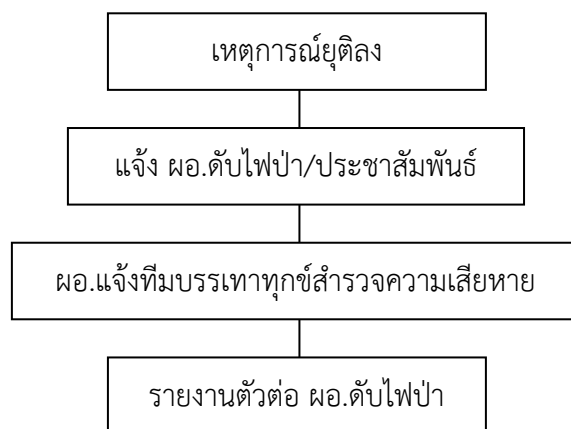 เหตุการณ์ยุติลง
แจ้ง ผอ.ดับไฟป่า/ประชาสัมพันธ์
ผอ.แจ้งทีมบรรเทาทุกข์สำรวจความเสียหาย
รายงานตัวต่อ ผอ.ดับไฟป่า